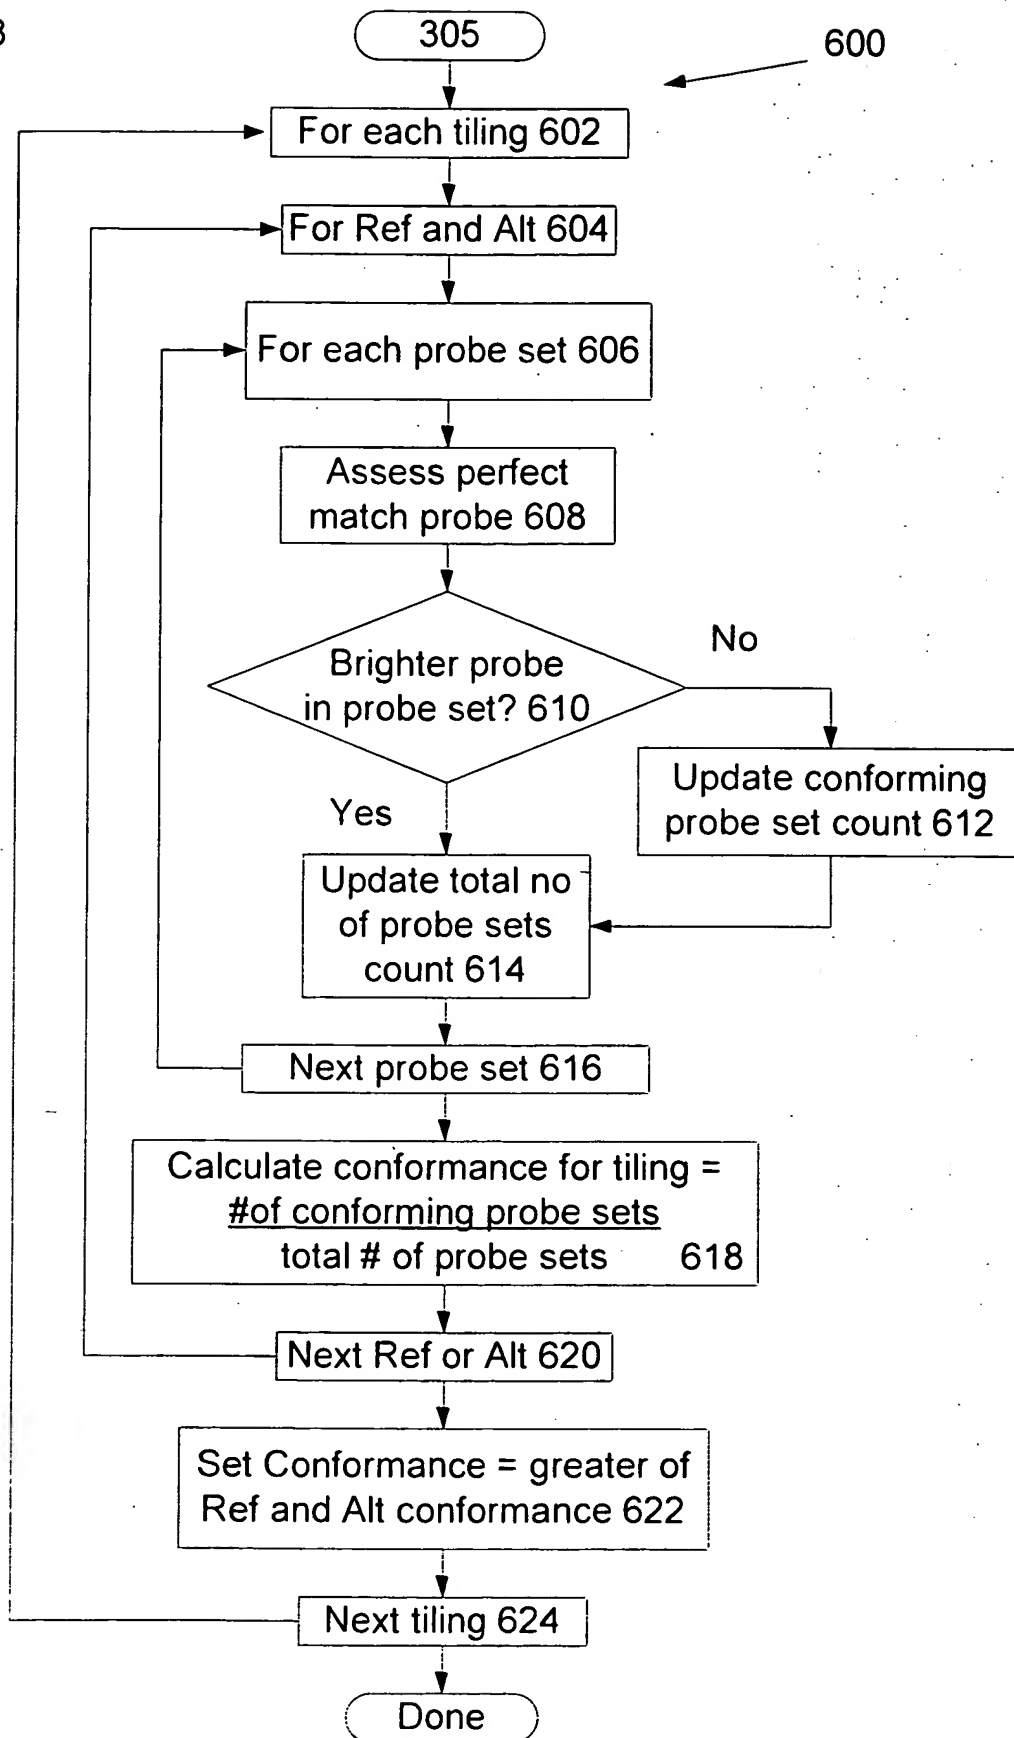 305
600
For each tiling 602
For Ref and Alt 604
For each probe set 606
Assess perfect
match probe 608
Brighter probe
in probe set? 610
No
Yes
Update conforming
probe set count 612
Update total no
of probe sets
count 614
Next probe set 616
Calculate conformance for tiling =
#of conforming probe sets
total # of probe sets 618
Next Ref or Alt 620
Set Conformance = greater of
Ref and Alt conformance 622
Next tiling 624
Done